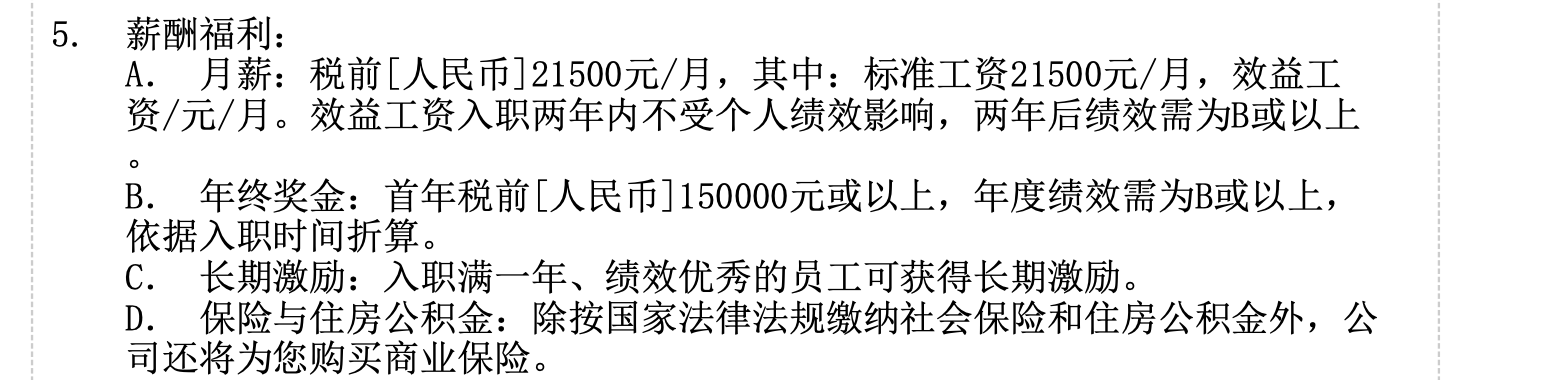 5. 薪酬福利：
A. 月薪：税前[人民币]21500元/月，其中：标准工资21500元/月，效益工
资/元/月。效益工资入职两年内不受个人绩效影响，两年后绩效需为B或以上
。
B. 年终奖金：首年税前[人民币]150000元或以上，年度绩效需为B或以上，
依据入职时间折算。
C. 长期激励：入职满一年、绩效优秀的员工可获得长期激励。
D. 保险与住房公积金：除按国家法律法规缴纳社会保险和住房公积金外，公
司还将为您购买商业保险。